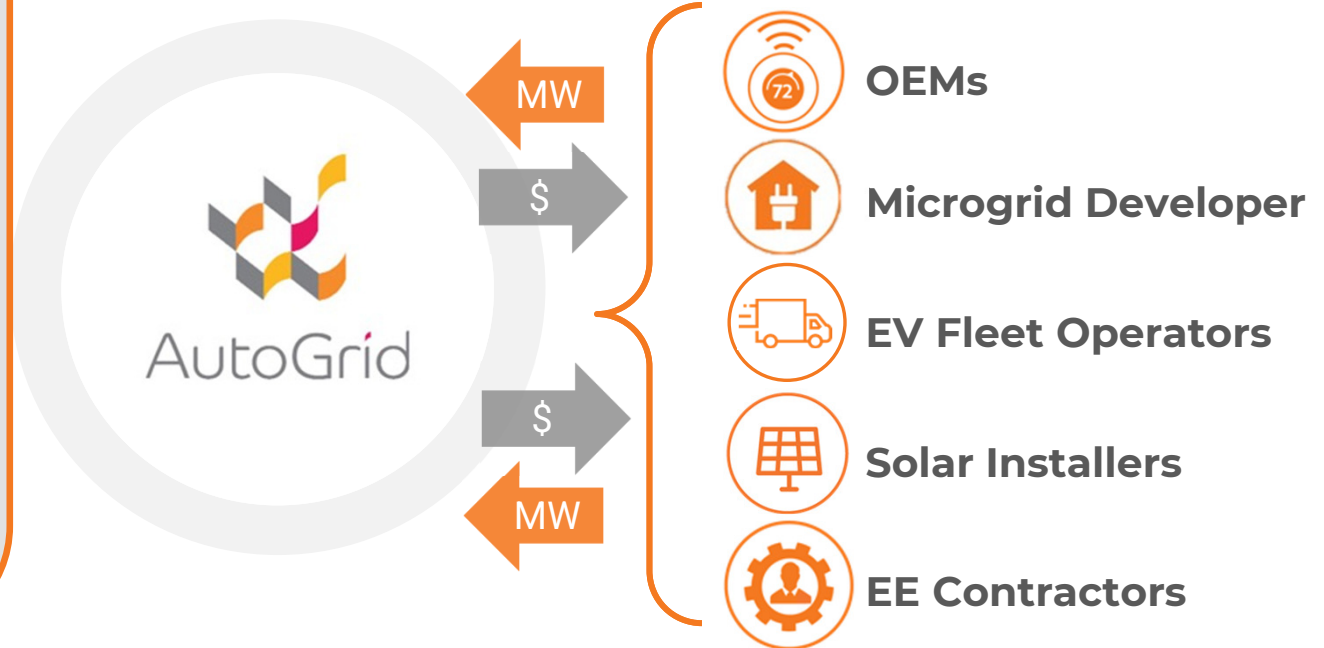 MW
$
AutoGrid
$
MW
72
OEMs
Microgrid Developer
EV Fleet Operators
Solar Installers
EE Contractors